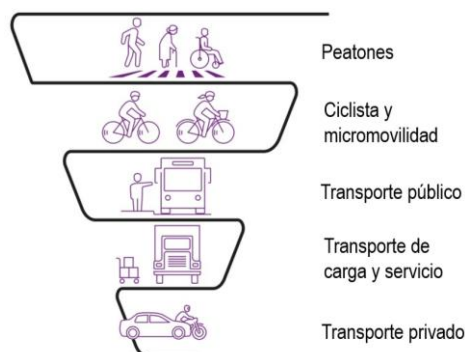 Peatones
Ciclista y
micromovilidad
Transporte público
Transporte de
carga y servicio
Transporte privado